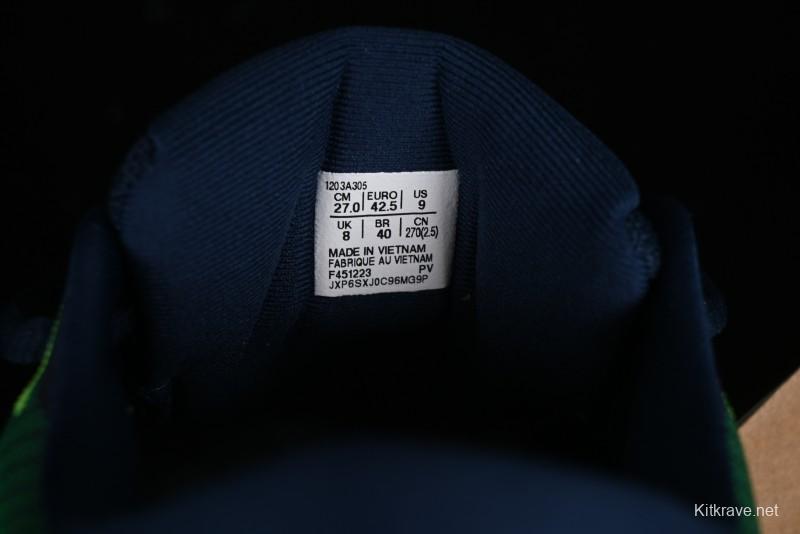 1203A305
CM | EURO | US
27.0 | 42.5 | 9
UK | BR | CN
8 | 40 | 270(2.5)
MADE IN VIETNAM
FABRIQUE AU VIETNAM
F451223 PV
JXP6SXJ0C96MG9P
Kitkrave.net